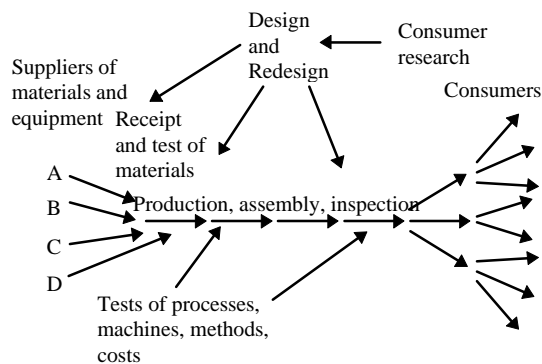 Design
and
Redesign
Consumer
research
Suppliers of
materials and
equipment
Receipt
and test of
materials
Consumers
A
B
C
D
Production, assembly, inspection
Tests of processes,
machines, methods,
costs